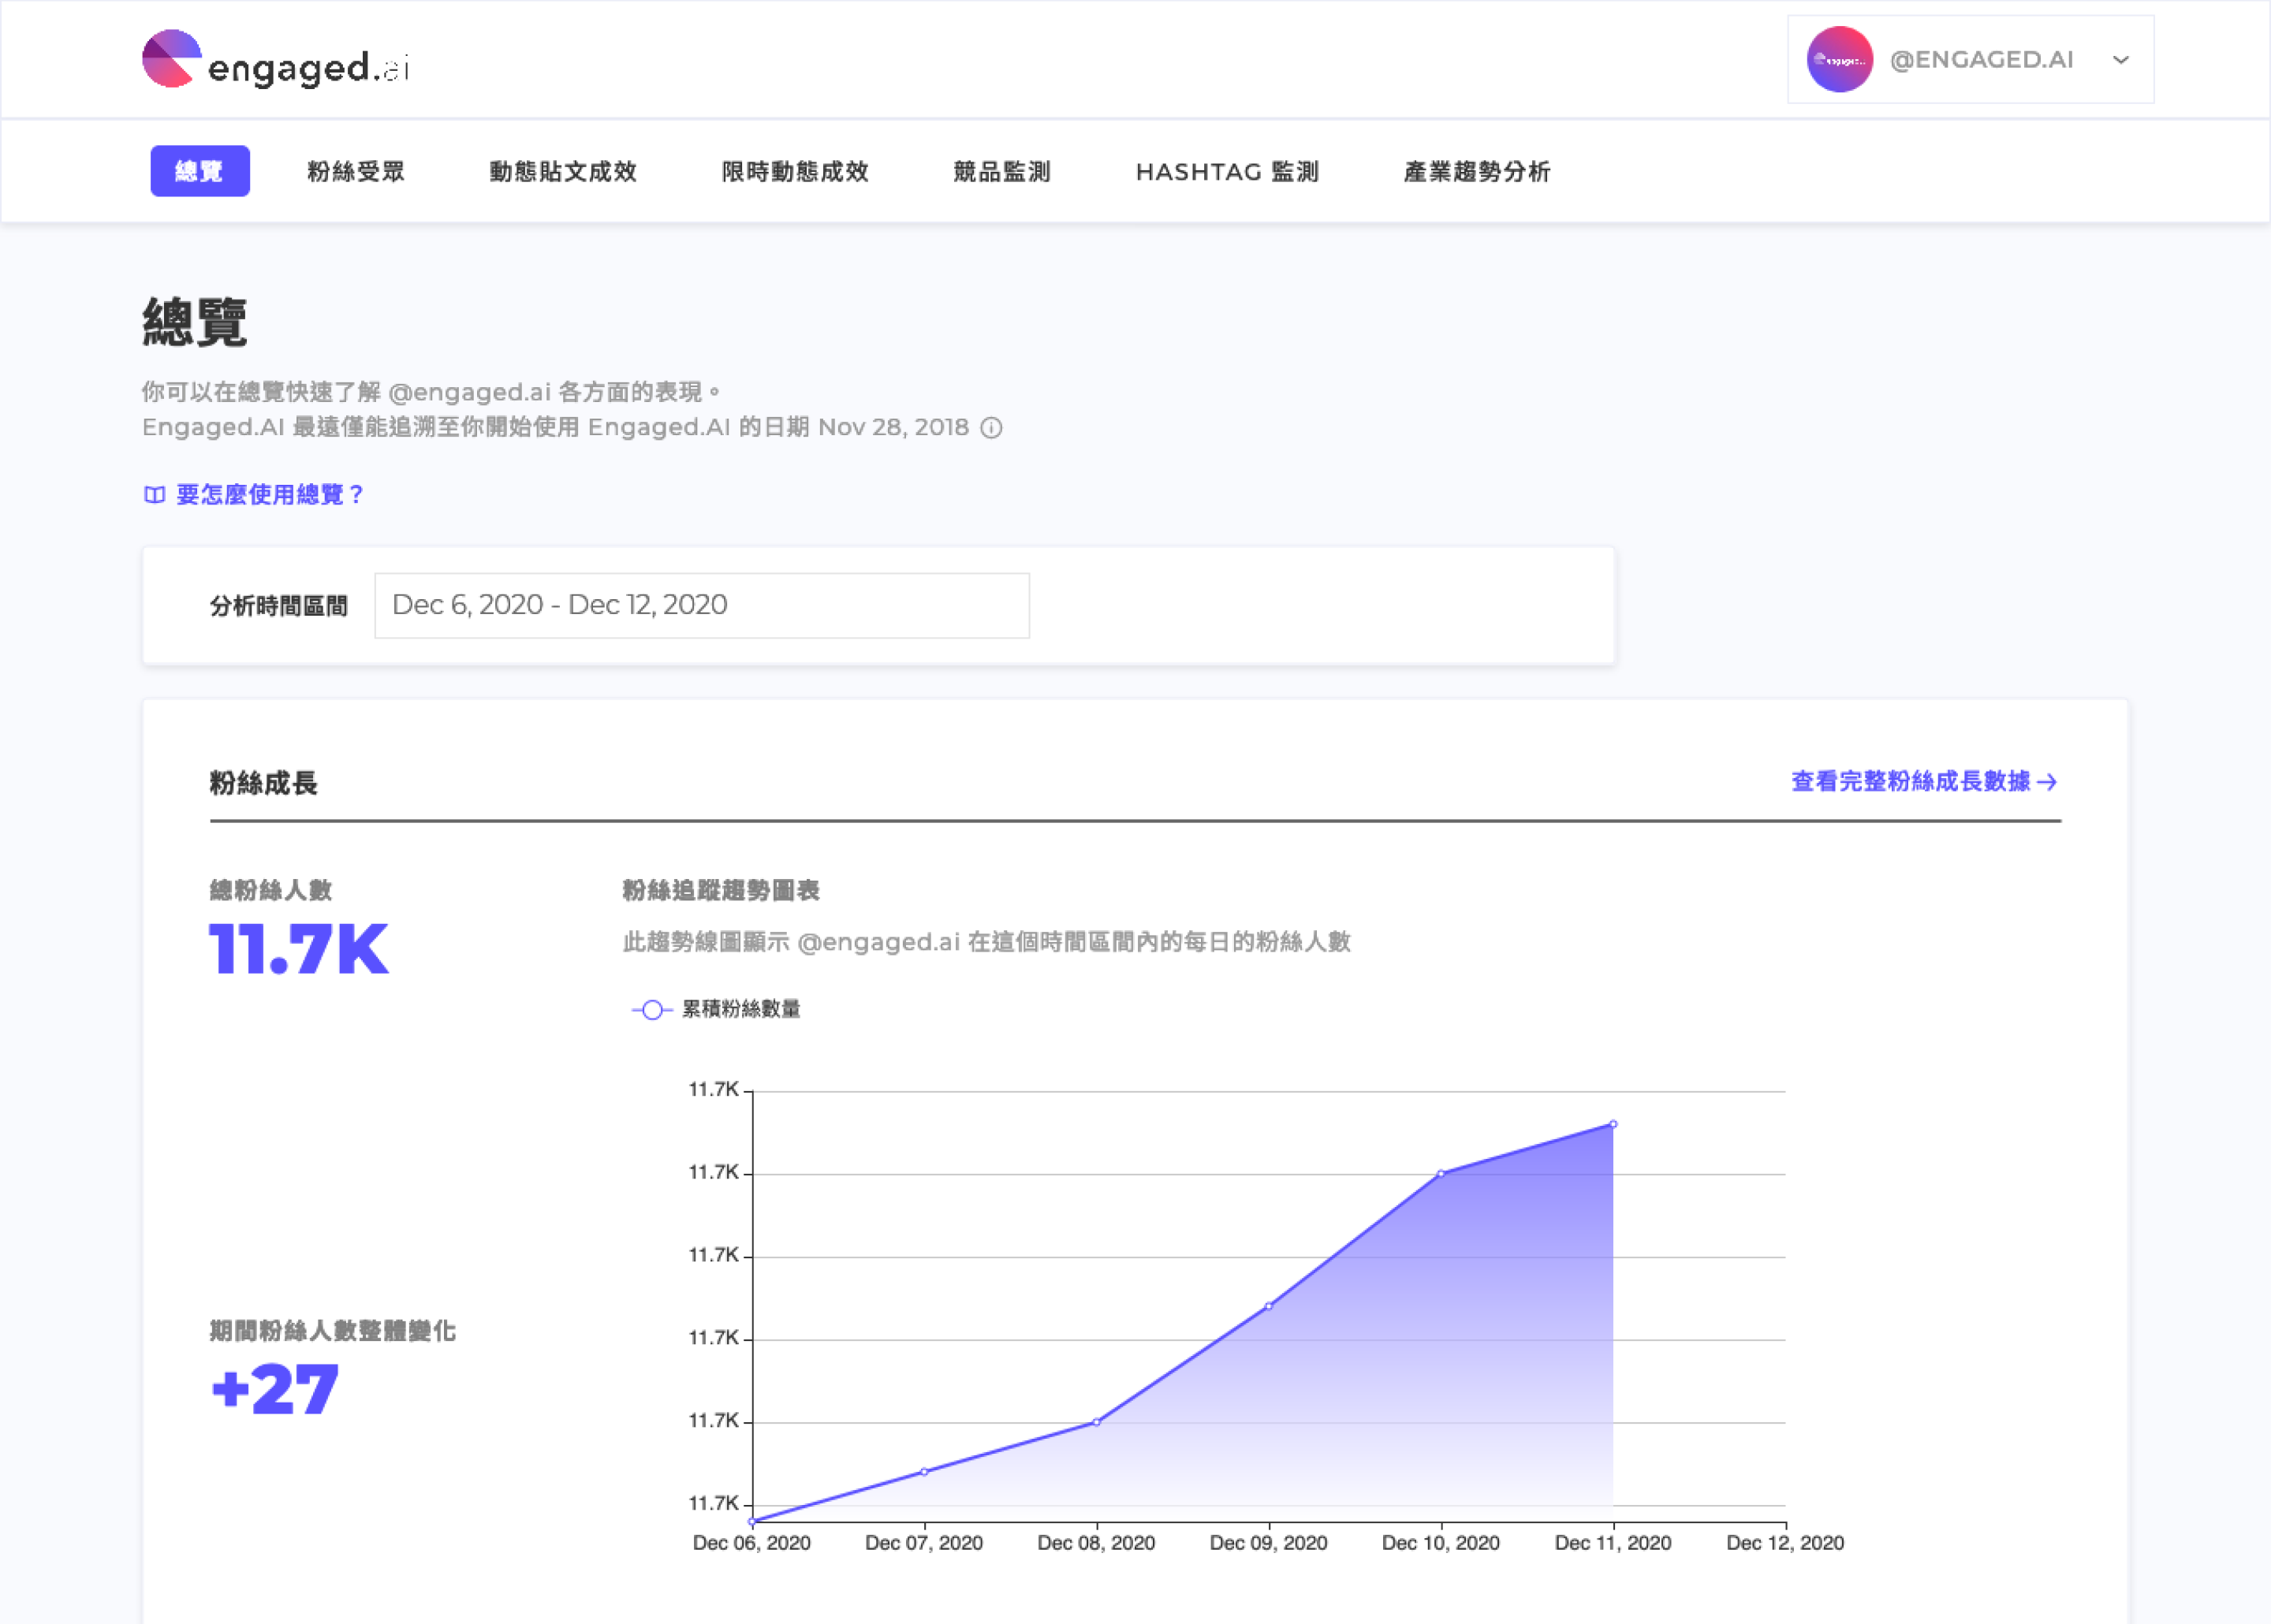 engaged.ai
@ENGAGED.AI
總覽 粉絲受眾 動態貼文成效 限時動態成效 競品監測 HASHTAG 監測 產業趨勢分析
總覽
你可以在總覽快速了解 @engaged.ai 各方面的表現。
Engaged.AI 最遠僅能追溯至你開始使用 Engaged.AI 的日期 Nov 28, 2018
要怎麼使用總覽？
分析時間區間 Dec 6, 2020 - Dec 12, 2020
粉絲成長 查看完整粉絲成長數據→
總粉絲人數
11.7K
期間粉絲人數整體變化
+27
粉絲追蹤趨勢圖表
此趨勢線圖顯示 @engaged.ai 在這個時間區間內的每日的粉絲人數
累積粉絲數量
11.7K
11.7K
11.7K
11.7K
11.7K
11.7K
Dec 06, 2020 Dec 07, 2020 Dec 08, 2020 Dec 09, 2020 Dec 10, 2020 Dec 11, 2020 Dec 12, 2020